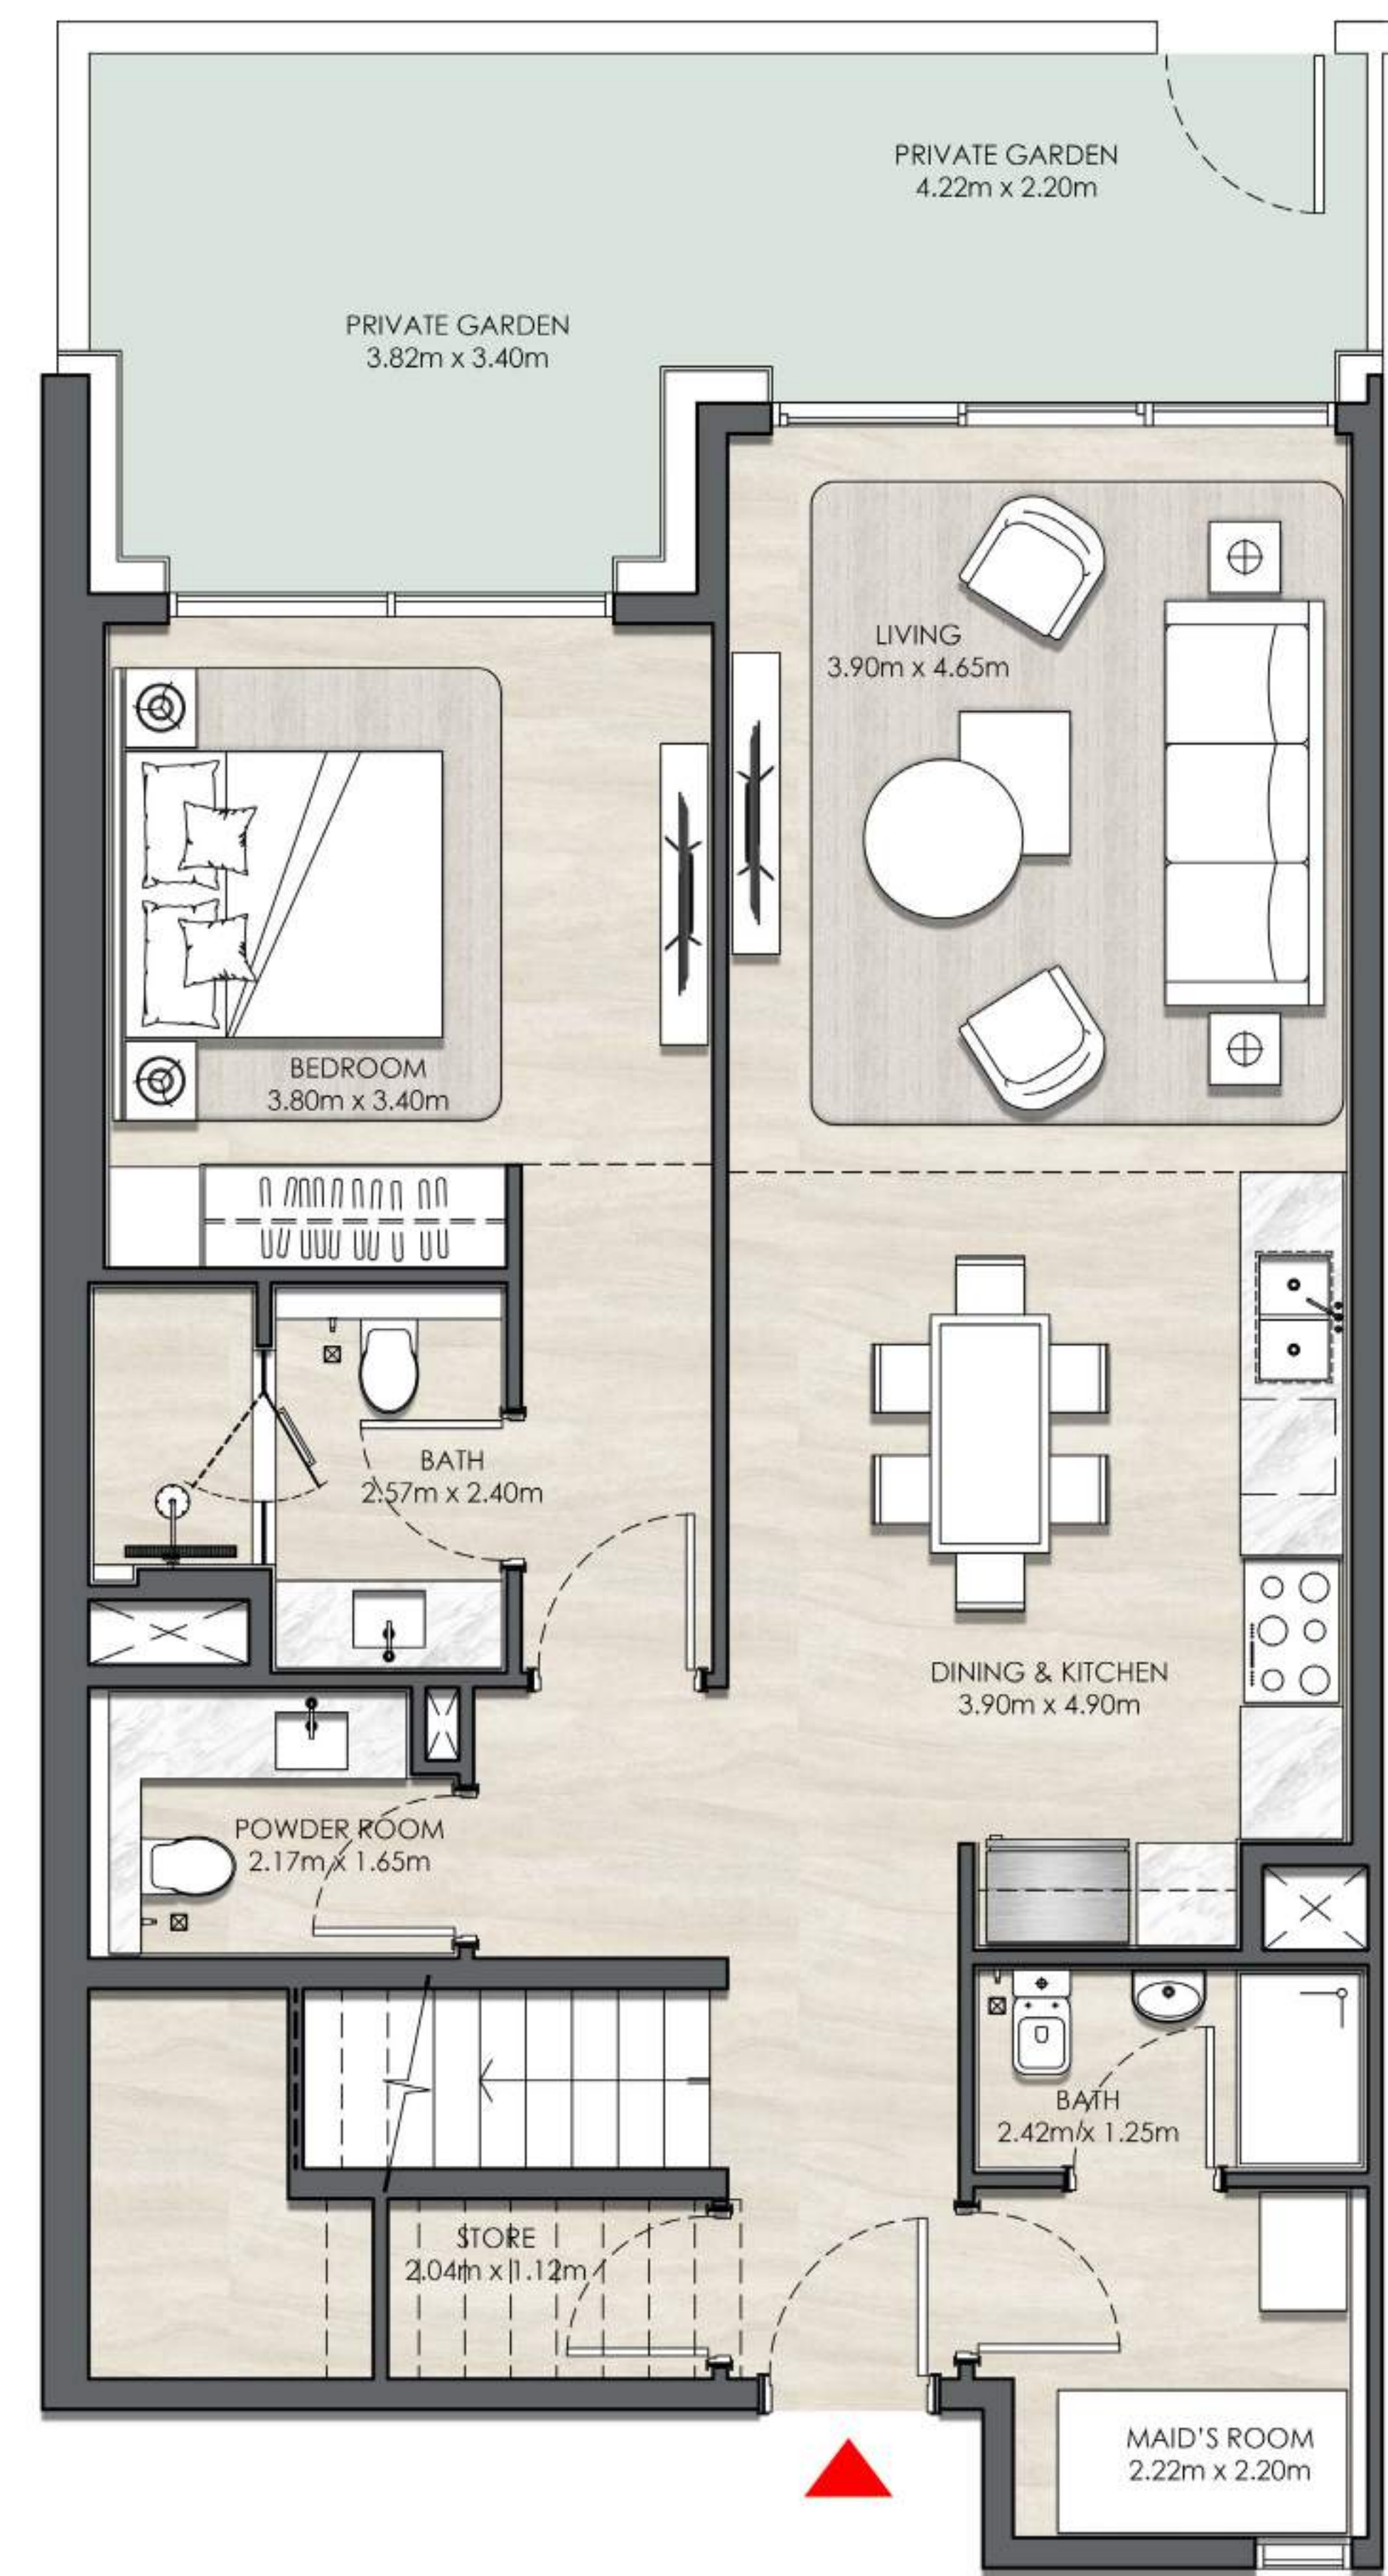 PRIVATE GARDEN
4.22m x 2.20m
PRIVATE GARDEN
3.82m x 3.40m
LIVING
3.90m x 4.65m
BEDROOM
3.80m x 3.40m
BATH
2.57m x 2.40m
DINING & KITCHEN
3.90m x 4.90m
POWDER ROOM
2.17m x 1.65m
BATH
2.42m x 1.25m
STORE
2.04m x 1.12m
MAID'S ROOM
2.22m x 2.20m